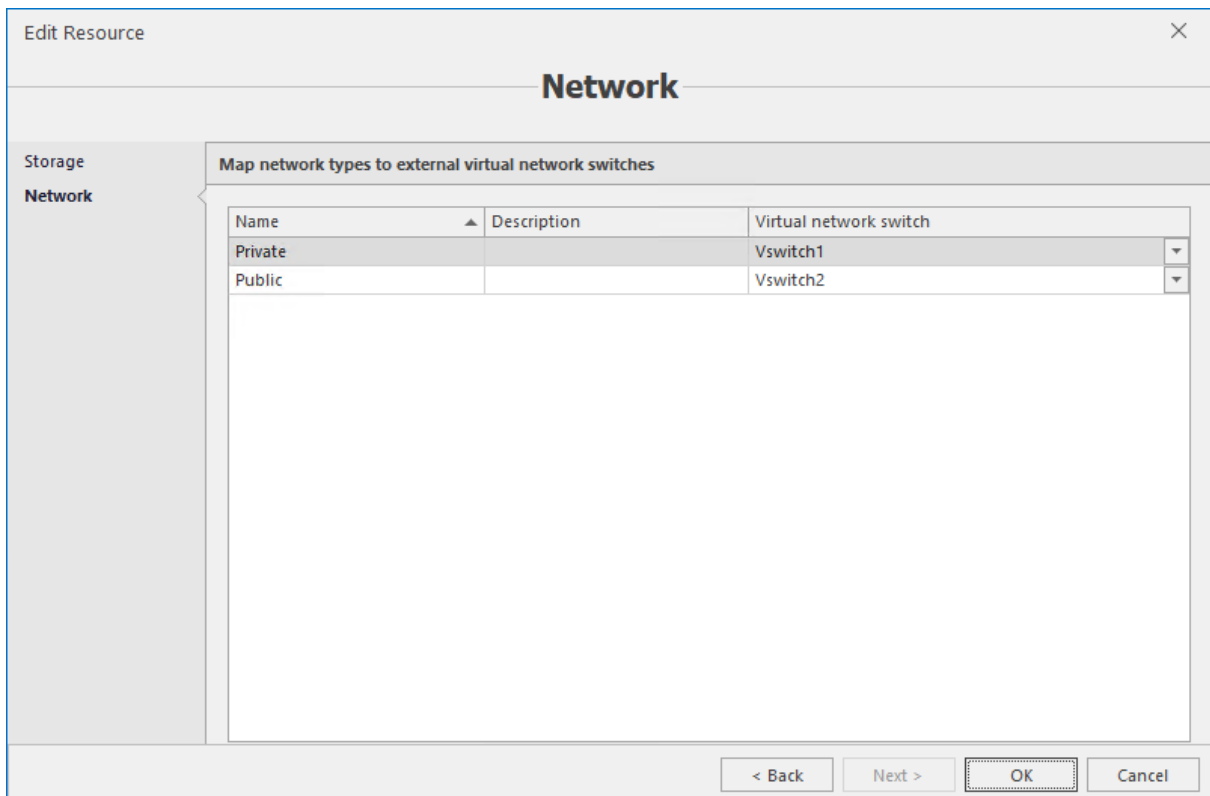 Edit Resource
Network
Storage
Network
Map network types to external virtual network switches
Name Description Virtual network switch
Private Vswitch1
Public Vswitch2
< Back Next > OK Cancel